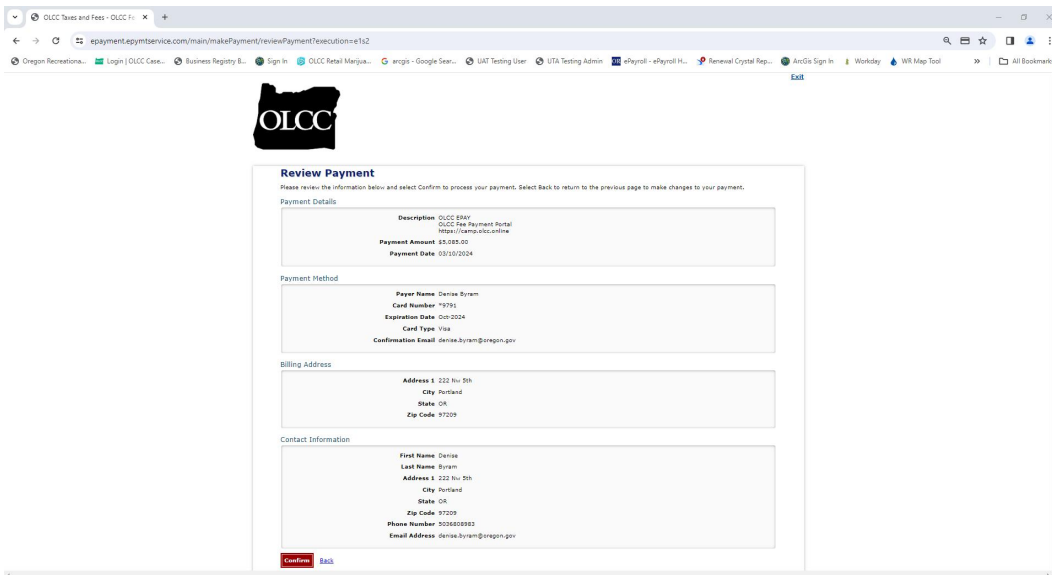 OLCC Taxes and Fees - OLCC Fe
epayment.epymtservice.com/main/makePayment/reviewPayment?execution=e1s2
Oregon Recreationa... Login | OLCC Case... Business Registry B... Sign In OLCC Retail Marijua... arcgis - Google Sear... UAT Testing User UTA Testing Admin ePayroll - ePayroll H... Renewal Crystal Rep... ArcGis Sign In Workday WR Map Tool » All Bookmark
Exit
OLCC
Review Payment
Please review the information below and select Confirm to process your payment. Select Back to return to the previous page to make changes to your payment.
Payment Details
Description OLCC EPAY
OLCC Fee Payment Portal
https://camp.olcc.online
Payment Amount $5,085.00
Payment Date 03/10/2024
Payment Method
Payer Name Denise Byram
Card Number *9791
Expiration Date Oct-2024
Card Type Visa
Confirmation Email denise.byram@oregon.gov
Billing Address
Address 1 222 Nw 5th
City Portland
State OR
Zip Code 97209
Contact Information
First Name Denise
Last Name Byram
Address 1 222 Nw 5th
City Portland
State OR
Zip Code 97209
Phone Number 5036808983
Email Address denise.byram@oregon.gov
Confirm Back